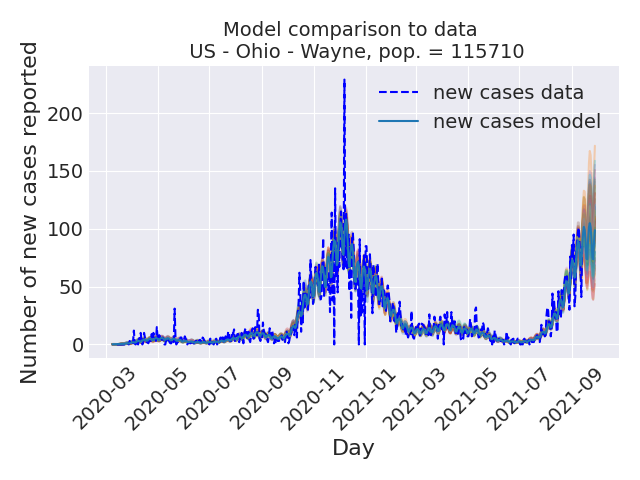 Model comparison to data
US - Ohio - Wayne, pop. = 115710
Number of new cases reported
200
150
100
50
0
new cases data
new cases model
2020-03
2020-05
2020-07
2020-09
2020-11
2021-01
2021-03
2021-05
2021-07
2021-09
Day